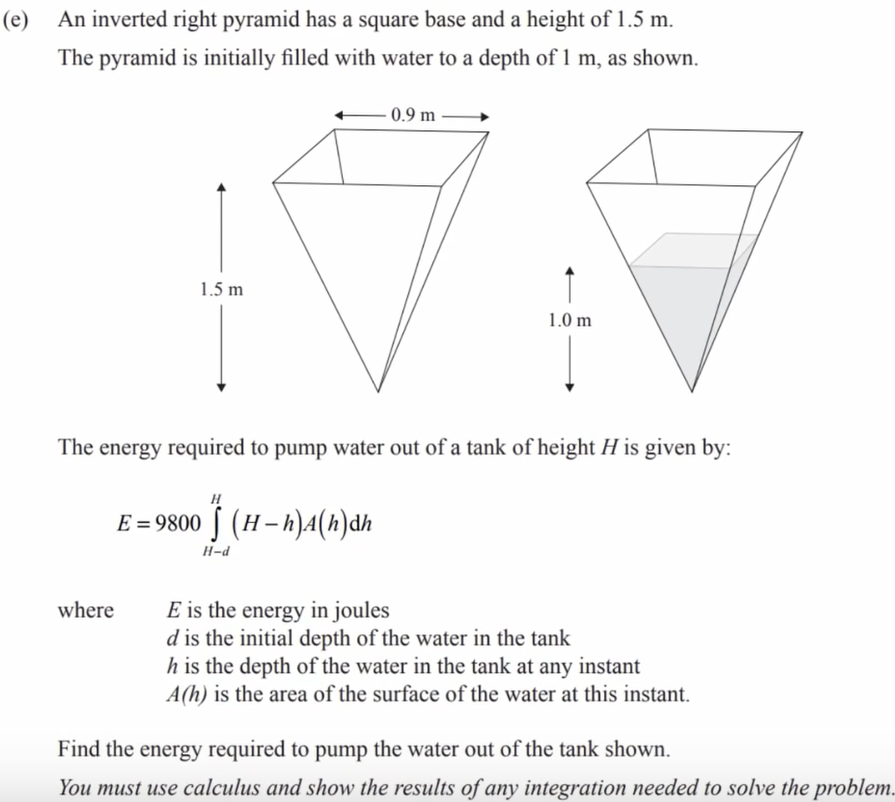 (e) An inverted right pyramid has a square base and a height of 1.5 m.
The pyramid is initially filled with water to a depth of 1 m, as shown.
0.9 m
1.5 m
1.0 m
The energy required to pump water out of a tank of height H is given by:
E = 9800 ∫_{H−d}^{H} (H − h)A(h)dh
where E is the energy in joules
d is the initial depth of the water in the tank
h is the depth of the water in the tank at any instant
A(h) is the area of the surface of the water at this instant.
Find the energy required to pump the water out of the tank shown.
You must use calculus and show the results of any integration needed to solve the problem.